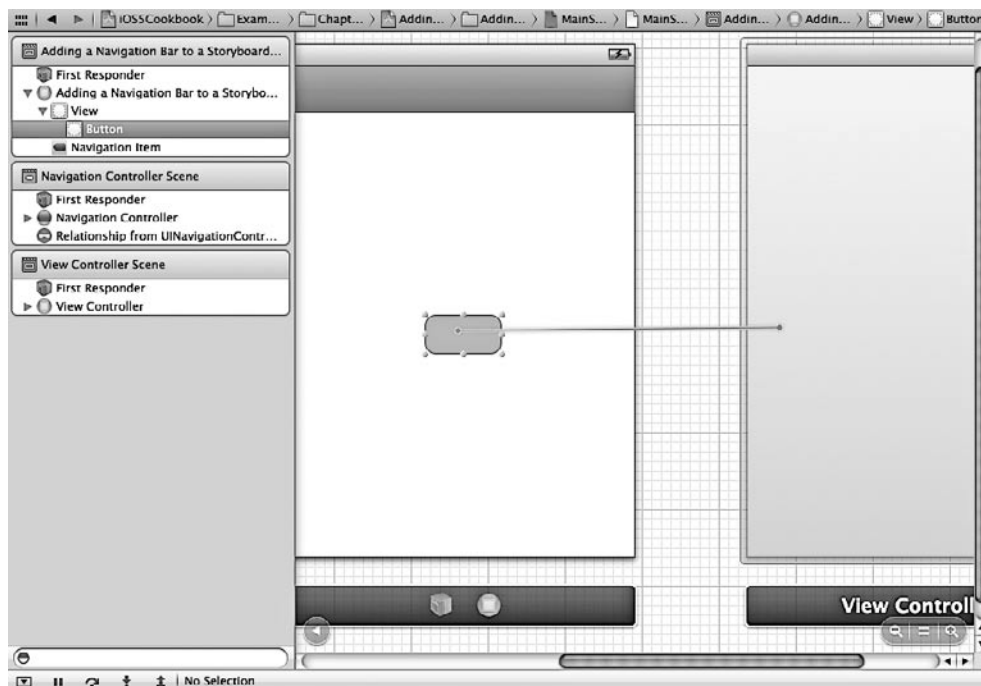 iOS5Cookbook › Exam... › Chapt... › Addin... › Addin... › MainS... › MainS... › Addin... › Addin... › View › Button
Adding a Navigation Bar to a Storyboard...
First Responder
Adding a Navigation Bar to a Storybo...
View
Button
Navigation Item
Navigation Controller Scene
First Responder
Navigation Controller
Relationship from UINavigationContr...
View Controller Scene
First Responder
View Controller
View Controll
No Selection